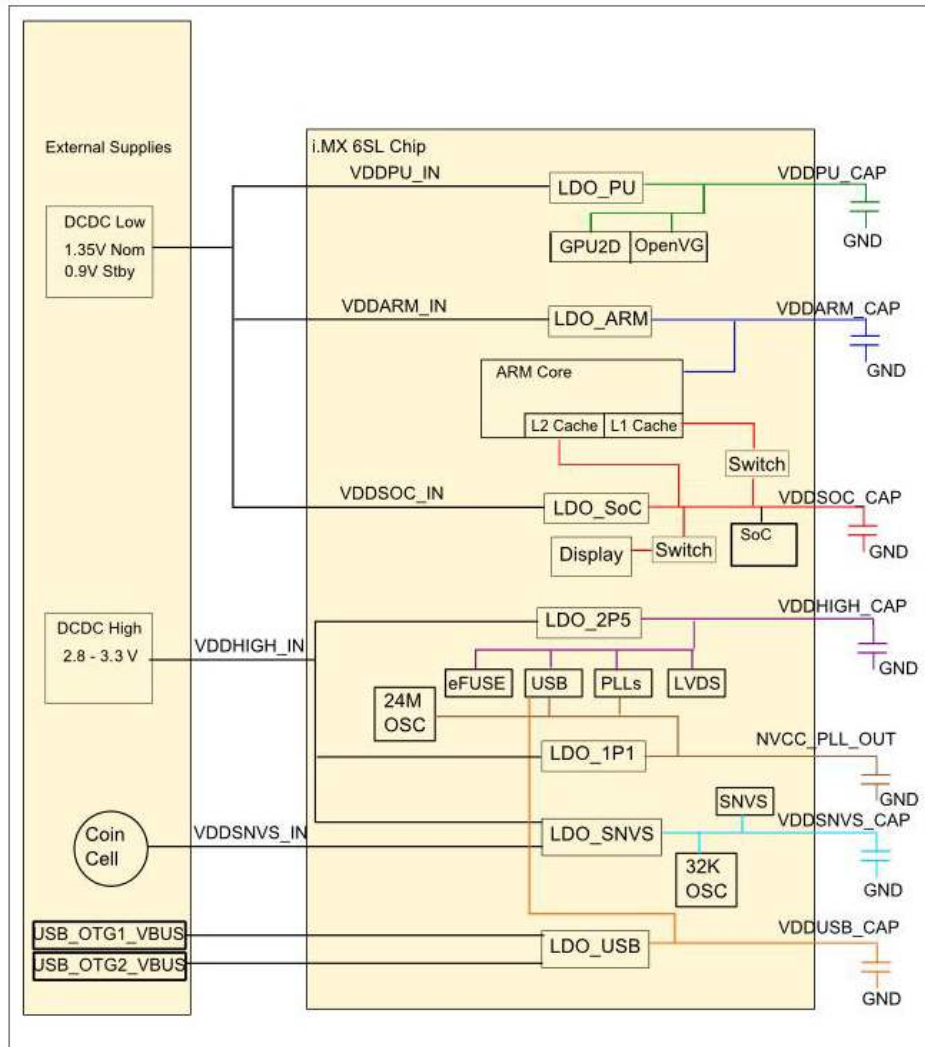 External Supplies
i.MX 6SL Chip
VDDPU_IN
LDO_PU
VDDPU_CAP
DCDC Low
1.35V Nom
0.9V Stby
GPU2D
OpenVG
GND
VDDARM_IN
LDO_ARM
VDDARM_CAP
GND
ARM Core
L2 Cache
L1 Cache
Switch
VDDSOC_IN
LDO_SoC
VDDSOC_CAP
Display
Switch
SoC
GND
DCDC High
2.8 - 3.3 V
VDDHIGH_IN
LDO_2P5
VDDHIGH_CAP
GND
eFUSE
USB
PLLs
LVDS
24M
OSC
LDO_1P1
NVCC_PLL_OUT
GND
SNVS
Coin
Cell
VDDSNVS_IN
LDO_SNVS
VDDSNVS_CAP
32K
OSC
GND
USB_OTG1_VBUS
USB_OTG2_VBUS
LDO_USB
VDDUSB_CAP
GND